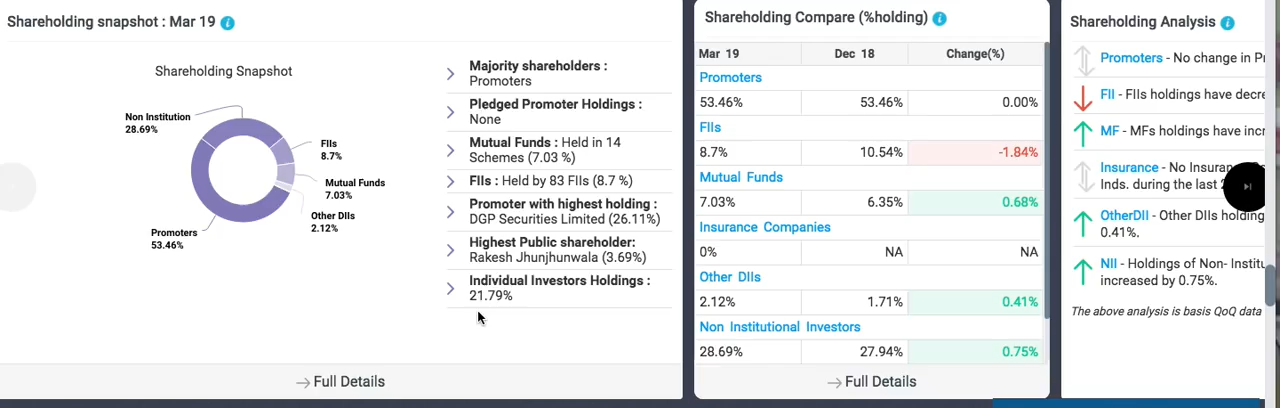 Shareholding snapshot : Mar 19
Shareholding Snapshot
Non Institution
28.69%
FIIs
8.7%
Mutual Funds
7.03%
Other DIIs
2.12%
Promoters
53.46%
Majority shareholders :
Promoters
Pledged Promoter Holdings :
None
Mutual Funds : Held in 14
Schemes (7.03 %)
FIIs : Held by 83 FIIs (8.7 %)
Promoter with highest holding :
DGP Securities Limited (26.11%)
Highest Public shareholder:
Rakesh Jhunjhunwala (3.69%)
Individual Investors Holdings :
21.79%
Full Details
Shareholding Compare (%holding)
Mar 19 Dec 18 Change(%)
Promoters
53.46% 53.46% 0.00%
FIIs
8.7% 10.54% -1.84%
Mutual Funds
7.03% 6.35% 0.68%
Insurance Companies
0% NA NA
Other DIIs
2.12% 1.71% 0.41%
Non Institutional Investors
28.69% 27.94% 0.75%
Full Details
Shareholding Analysis
Promoters - No change in
FII - FIIs holdings have
MF - MFs holdings have
Insurance - No
Inds. during the last
OtherDII - Other DIIs holding
0.41%.
NII - Holdings of Non-
increased by 0.75%.
The above analysis is basis QoQ data